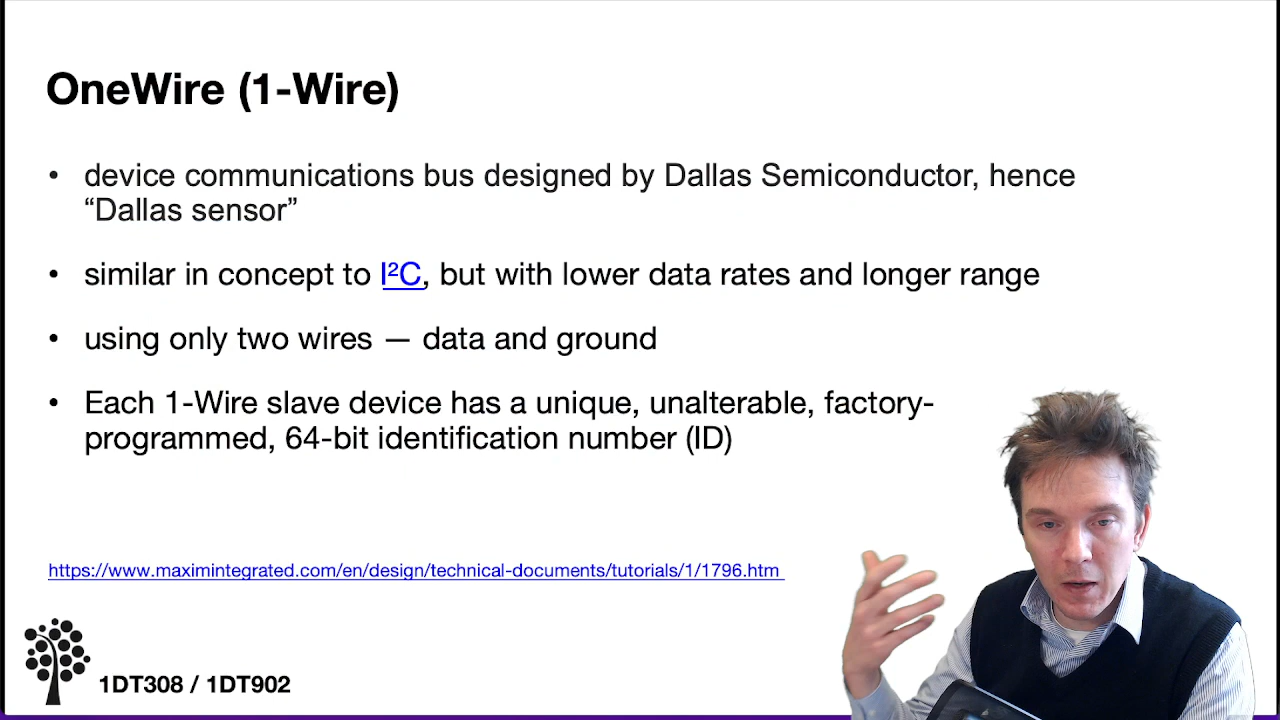 OneWire (1-Wire)
• device communications bus designed by Dallas Semiconductor, hence
“Dallas sensor”
• similar in concept to I²C, but with lower data rates and longer range
• using only two wires — data and ground
• Each 1-Wire slave device has a unique, unalterable, factory-
programmed, 64-bit identification number (ID)
https://www.maximintegrated.com/en/design/technical-documents/tutorials/1/1796.htm
1DT308 / 1DT902